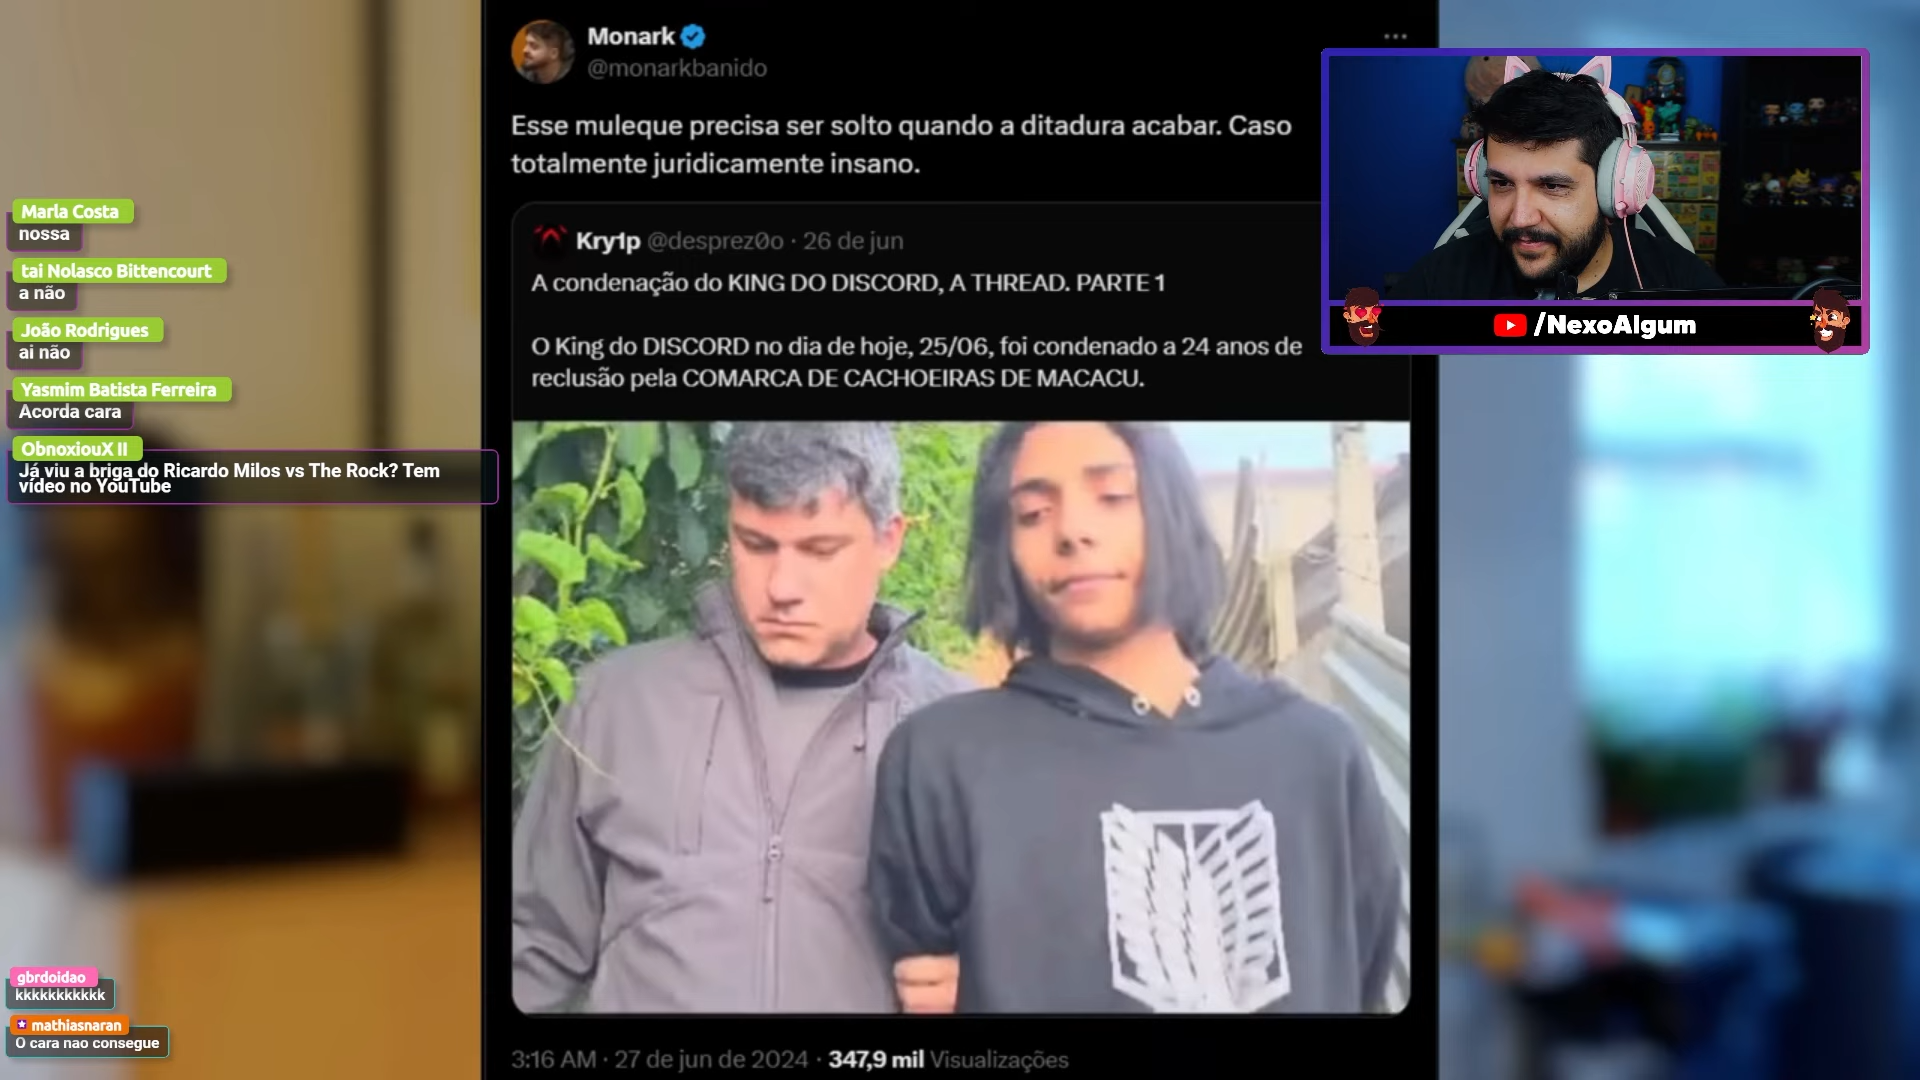 Monark
@monarkbanido
Esse muleque precisa ser solto quando a ditadura acabar. Caso
totalmente juridicamente insano.
Kry1p @desprez0o · 26 de jun
A condenação do KING DO DISCORD, A THREAD. PARTE 1
O King do DISCORD no dia de hoje, 25/06, foi condenado a 24 anos de
reclusão pela COMARCA DE CACHOEIRAS DE MACACU.
3:16 AM · 27 de jun de 2024 · 347,9 mil Visualizações
/NexoAlgum
Marla Costa
nossa
tai Nolasco Bittencourt
a não
João Rodrigues
ai não
Yasmim Batista Ferreira
Acorda cara
ObnoxiouX II
Já viu a briga do Ricardo Milos vs The Rock? Tem
vídeo no YouTube
gbrdoidao
kkkkkkkkkkk
mathiasnaran
O cara nao consegue